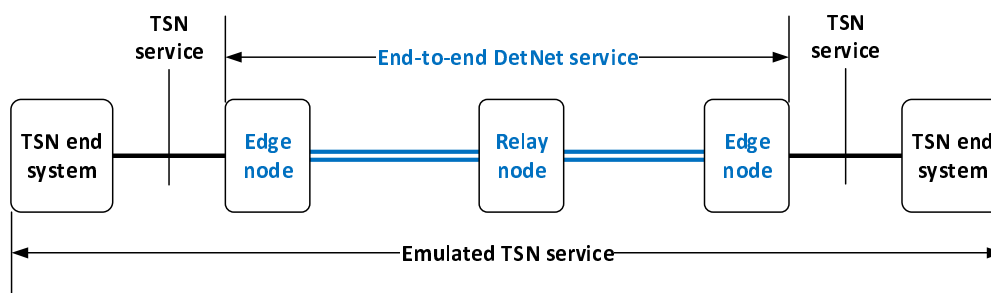 TSN
service
TSN
service
End-to-end DetNet service
TSN end
system
Edge
node
Relay
node
Edge
node
TSN end
system
Emulated TSN service